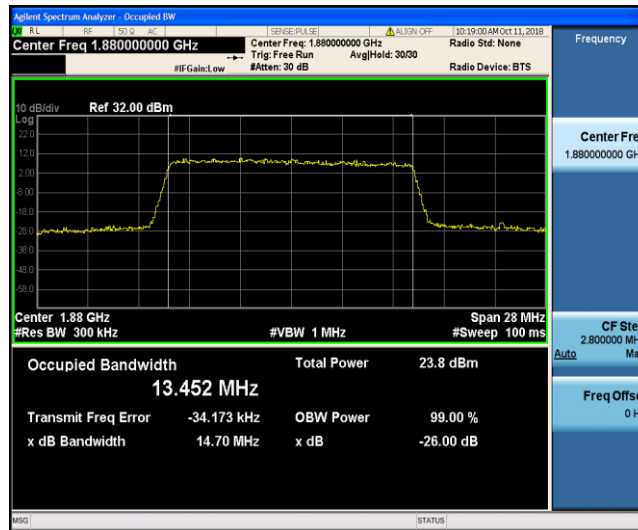 Agilent Spectrum Analyzer - Occupied BW
RL RF 50 Ω AC SENSE:PULSE ALIGN OFF 10:19:00 AM Oct 11, 2018
Center Freq 1.880000000 GHz Center Freq: 1.880000000 GHz Radio Std: None
Trig: Free Run Avg|Hold: 30/30
#IFGain:Low #Atten: 30 dB Radio Device: BTS
10 dB/div Ref 32.00 dBm
Log
22.0
12.0
2.00
-8.00
-18.0
-28.0
-38.0
-48.0
-58.0
Center 1.88 GHz Span 28 MHz
#Res BW 300 kHz #VBW 1 MHz #Sweep 100 ms
Occupied Bandwidth Total Power 23.8 dBm
13.452 MHz
Transmit Freq Error -34.173 kHz OBW Power 99.00 %
x dB Bandwidth 14.70 MHz x dB -26.00 dB
MSG STATUS
Frequency
Center Fre
1.880000000 GH
CF Ste
2.800000 MH
Auto Ma
Freq Offse
0 H